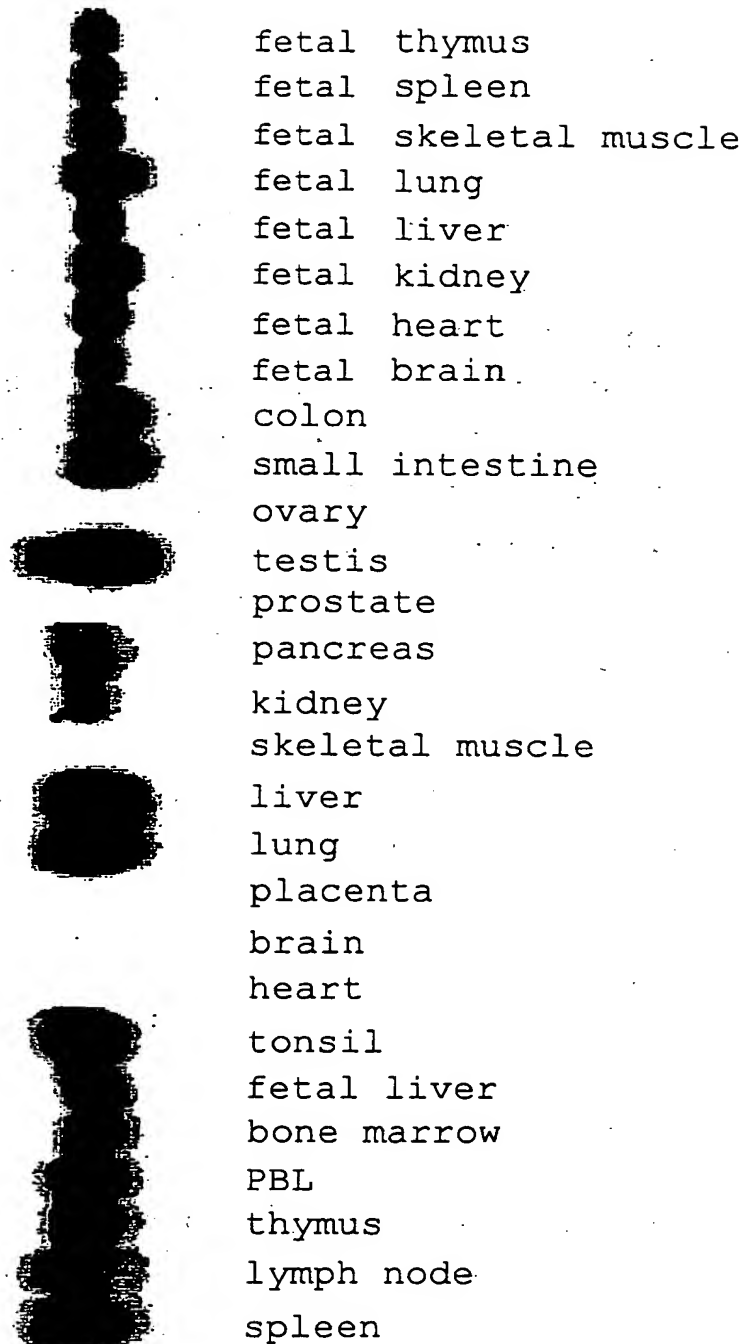 fetal thymus
fetal spleen
fetal skeletal muscle
fetal lung
fetal liver
fetal kidney
fetal heart
fetal brain
colon
small intestine
ovary
testis
prostate
pancreas
kidney
skeletal muscle
liver
lung
placenta
brain
heart
tonsil
fetal liver
bone marrow
PBL
thymus
lymph node
spleen